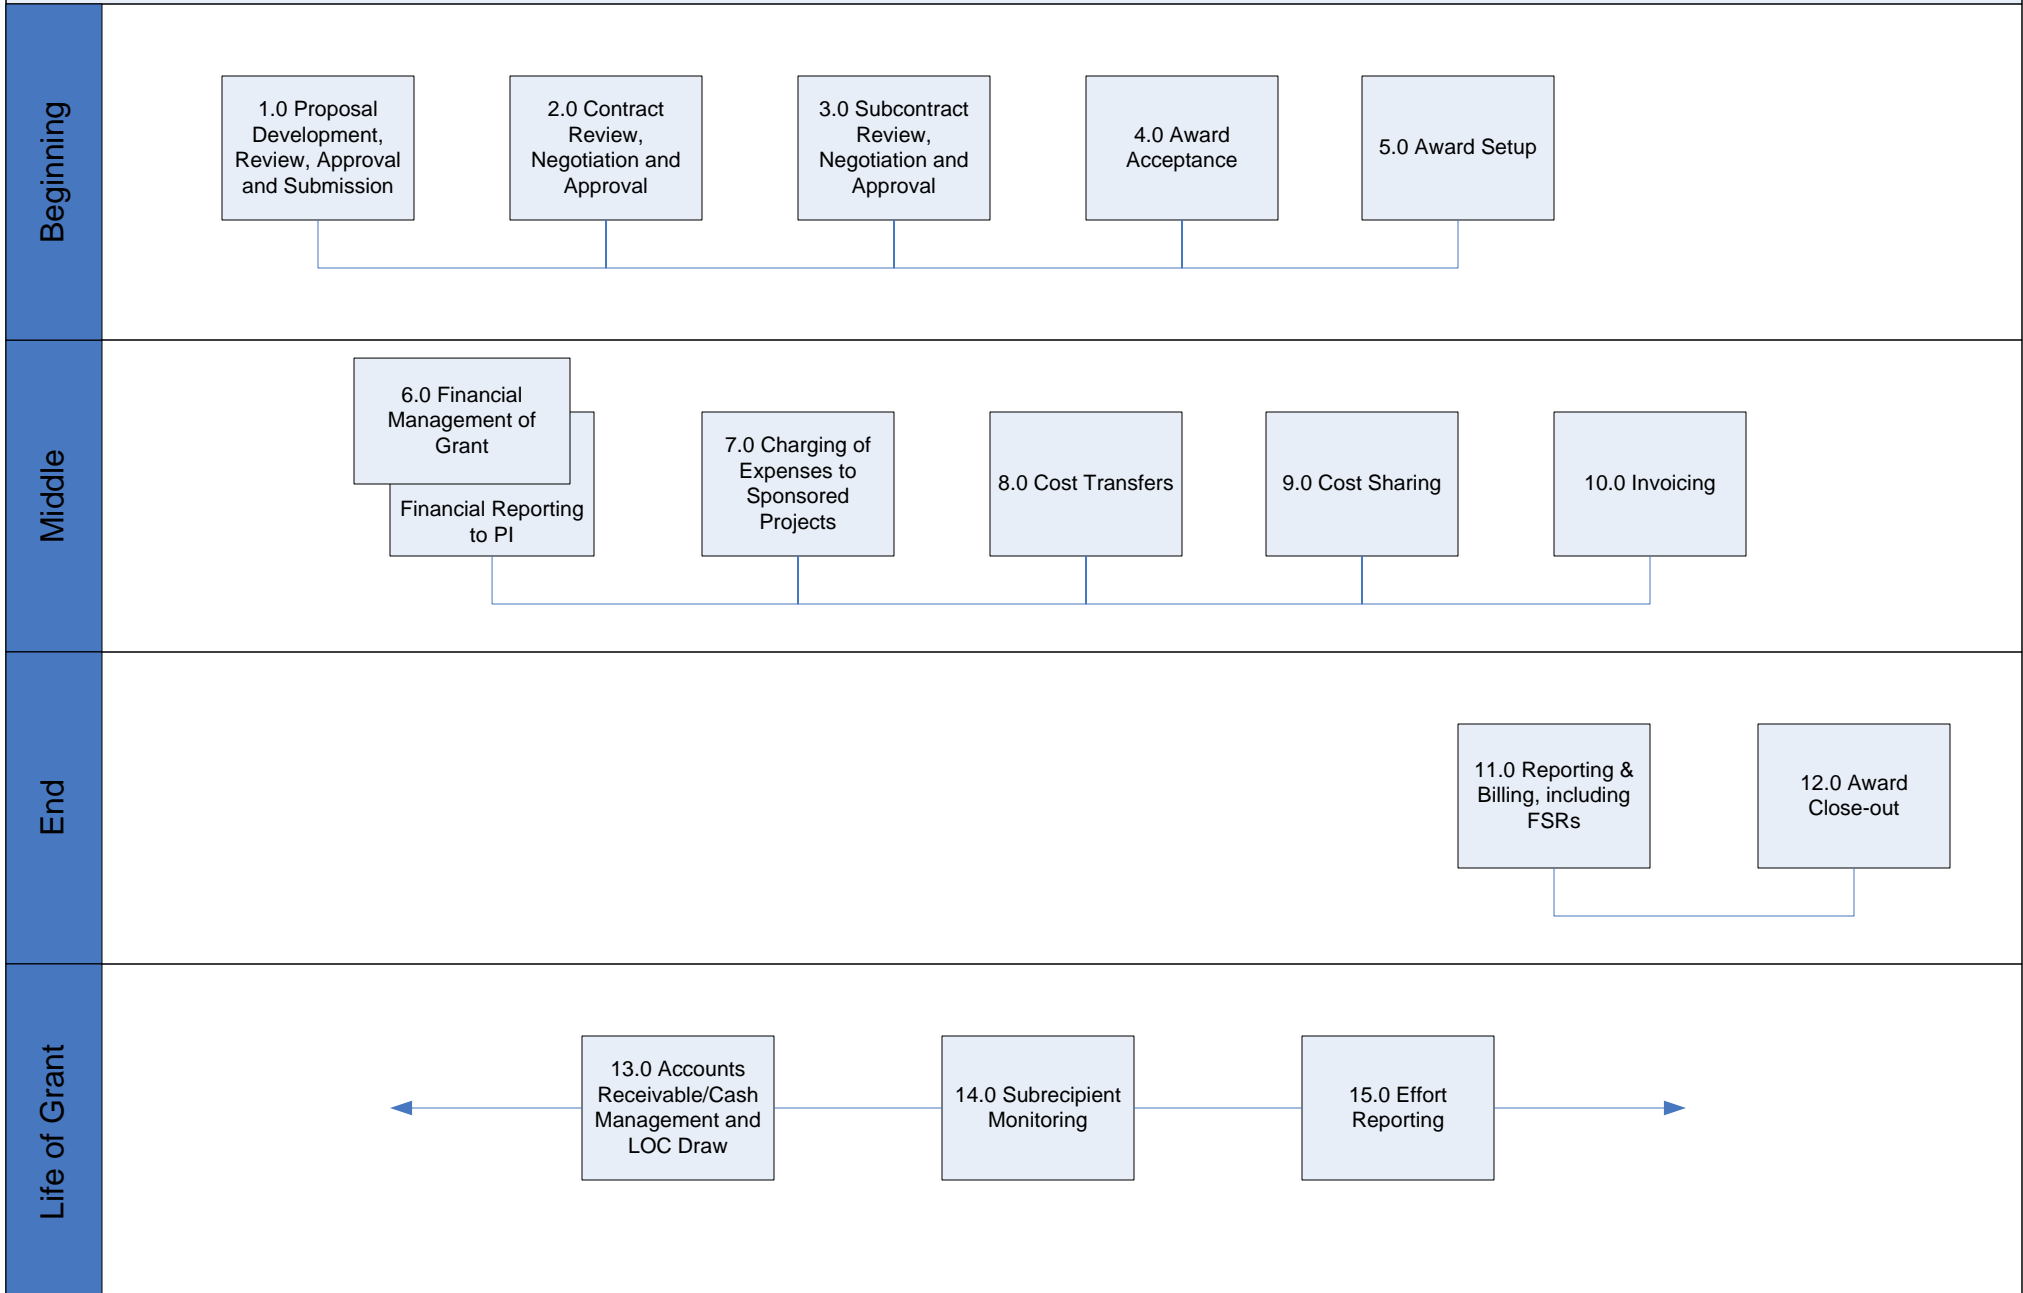 Beginning
1.0 Proposal
Development,
Review, Approval
and Submission
2.0 Contract
Review,
Negotiation and
Approval
3.0 Subcontract
Review,
Negotiation and
Approval
4.0 Award
Acceptance
5.0 Award Setup
Middle
6.0 Financial
Management of
Grant
Financial Reporting
to PI
7.0 Charging of
Expenses to
Sponsored
Projects
8.0 Cost Transfers
9.0 Cost Sharing
10.0 Invoicing
End
11.0 Reporting &
Billing, including
FSRs
12.0 Award
Close-out
Life of Grant
13.0 Accounts
Receivable/Cash
Management and
LOC Draw
14.0 Subrecipient
Monitoring
15.0 Effort
Reporting